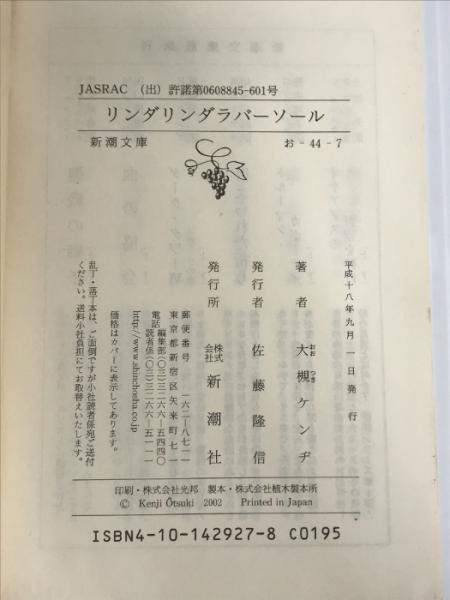 JASRAC (出) 許諾第0608845-601号
リンダリンダラバーソール
新潮文庫 お-44-7
平成十八年九月一日発行
著者 大槻ケンヂ
おお つき
発行者 佐藤隆信
発行所 株式会社 新潮社
郵便番号 一六二-八七一一
東京都新宿区矢来町七一
電話 編集部(〇三)三二六六-五四四〇
読者係(〇三)三二六六-五一一一
http://www.shinchosha.co.jp
価格はカバーに表示してあります。
乱丁・落丁本は、ご面倒ですが小社読者係宛ご送付
ください。送料小社負担にてお取替えいたします。
印刷・株式会社光邦 製本・株式会社植木製本所
© Kenji Ôtsuki 2002 Printed in Japan
ISBN4-10-142927-8 C0195